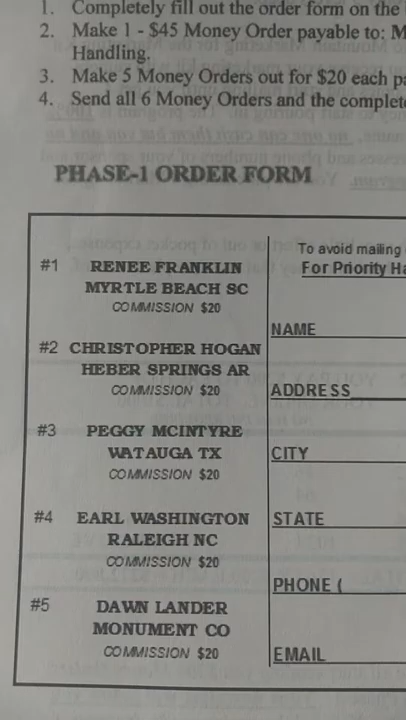 1. Completely fill out the order form on the
2. Make 1 - $45 Money Order payable to: M
Handling.
3. Make 5 Money Orders out for $20 each pa
4. Send all 6 Money Orders and the complet
PHASE-1 ORDER FORM
#1 RENEE FRANKLIN
MYRTLE BEACH SC
COMMISSION $20
#2 CHRISTOPHER HOGAN
HEBER SPRINGS AR
COMMISSION $20
#3 PEGGY MCINTYRE
WATAUGA TX
COMMISSION $20
#4 EARL WASHINGTON
RALEIGH NC
COMMISSION $20
#5 DAWN LANDER
MONUMENT CO
COMMISSION $20
To avoid mailing
For Priority Ha
NAME
ADDRESS
CITY
STATE
PHONE (
EMAIL